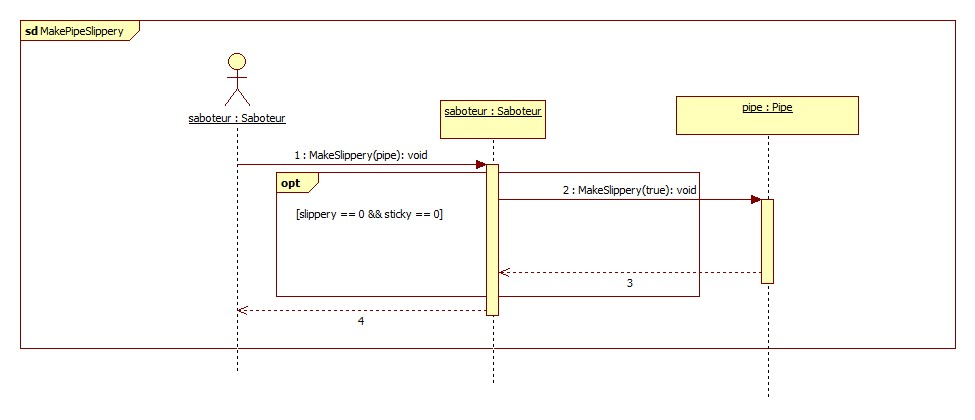 sd MakePipeSlippery
saboteur : Saboteur
saboteur : Saboteur
pipe : Pipe
1 : MakeSlippery(pipe): void
opt
2 : MakeSlippery(true): void
[slippery == 0 && sticky == 0]
3
4